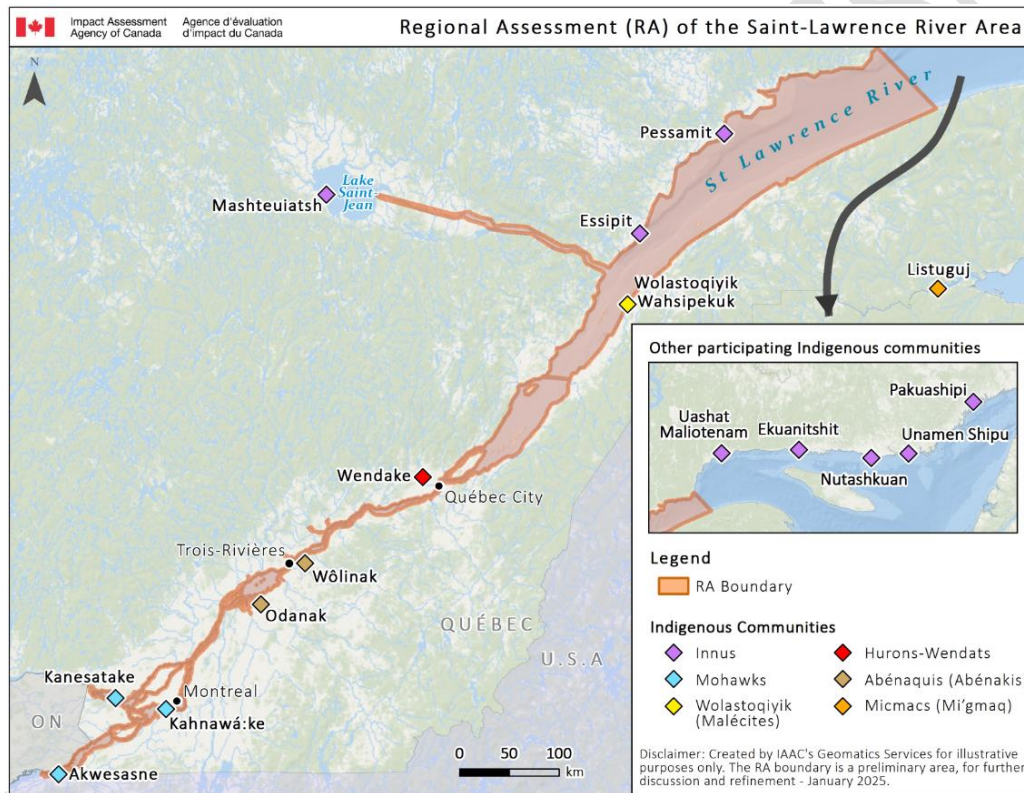 Impact Assessment
Agency of Canada
Agence d'évaluation
d'impact du Canada
Regional Assessment (RA) of the Saint-Lawrence River Area
N
Pessamit
St Lawrence River
Lake
Saint-
Jean
Mashteuiatsh
Essipit
Wolastoqiyik
Wahsipekuk
Listuguj
Wendake
Québec City
Trois-Rivières
Wôlinak
Odanak
QUÉBEC
U.S.A
Kanesatake
Montreal
ON
Kahnawá:ke
Akwesasne
0 50 100
km
Other participating Indigenous communities
Pakuashipi
Uashat
Maliotenam
Ekuanitshit
Unamen Shipu
Nutashkuan
Legend
RA Boundary
Indigenous Communities
Innus
Mohawks
Wolastoqiyik
(Malécites)
Hurons-Wendats
Abénaquis (Abénakis
Micmacs (Mi'gmaq)
Disclaimer: Created by IAAC's Geomatics Services for illustrative
purposes only. The RA boundary is a preliminary area, for further
discussion and refinement - January 2025.